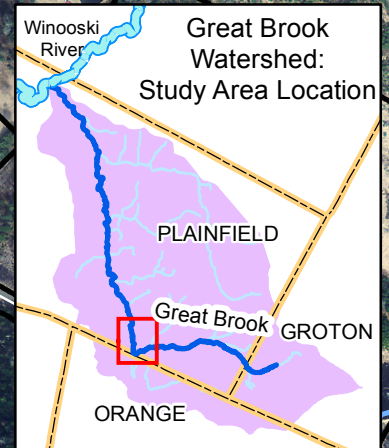 Winooski
River
Great Brook
Watershed:
Study Area Location
PLAINFIELD
Great Brook
GROTON
ORANGE